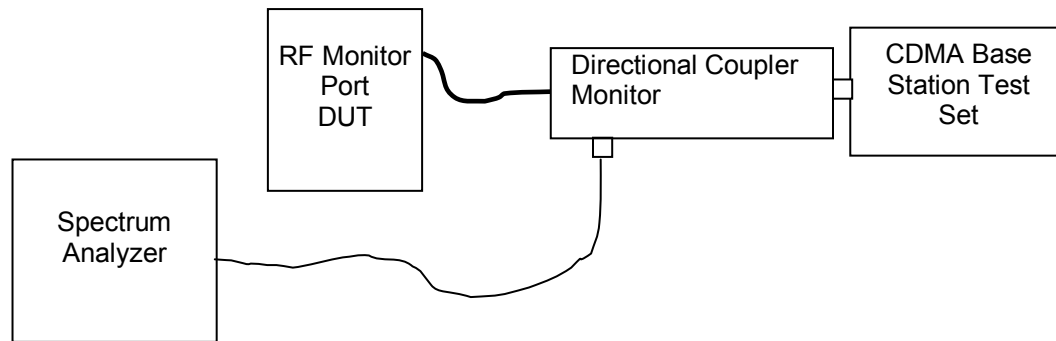 RF Monitor
Port
DUT
Directional Coupler
Monitor
CDMA Base
Station Test
Set
Spectrum
Analyzer